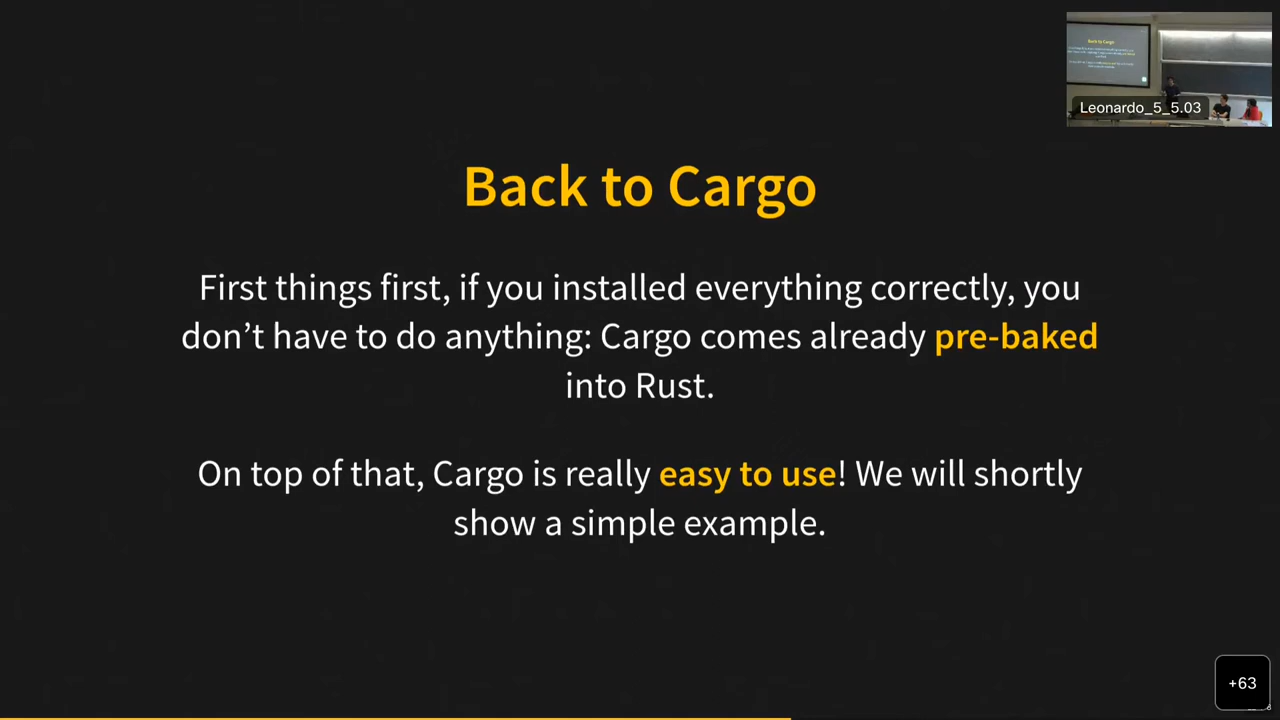 Leonardo_5_5.03
Back to Cargo
First things first, if you installed everything correctly, you
don’t have to do anything: Cargo comes already pre-baked
into Rust.
On top of that, Cargo is really easy to use! We will shortly
show a simple example.
+63